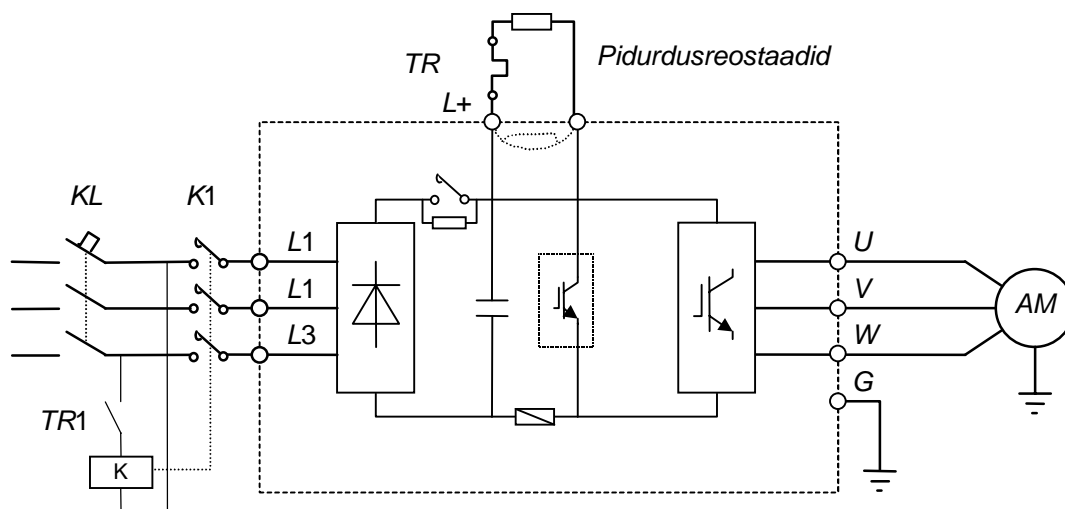 TR
Pidurdusreostaadid
L+
KL
K1
L1
U
L1
V
AM
L3
W
G
TR1
K